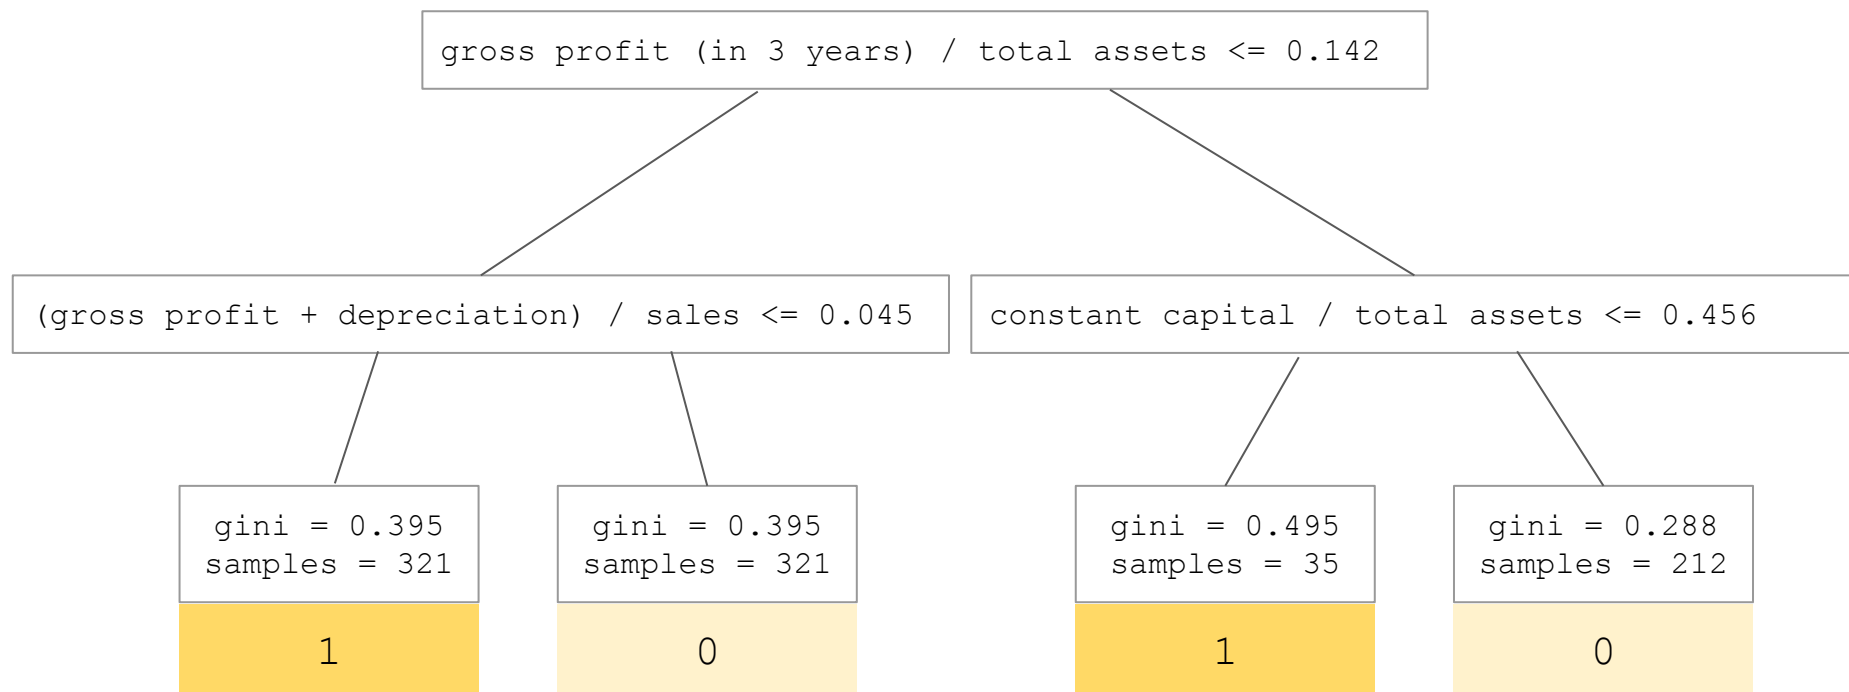 gross profit (in 3 years) / total assets <= 0.142
(gross profit + depreciation) / sales <= 0.045
constant capital / total assets <= 0.456
gini = 0.395
samples = 321
1
gini = 0.395
samples = 321
0
gini = 0.495
samples = 35
1
gini = 0.288
samples = 212
0